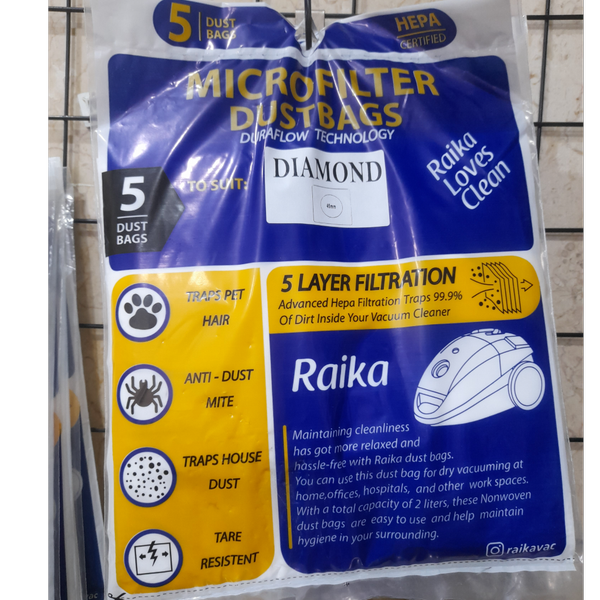 5 DUST BAGS
HEPA
CERTIFIED
MICROFILTER
DUSTBAGS
DURAFLOW TECHNOLOGY
Raika
Loves
Clean
5
DUST
BAGS
TO SUIT:
DIAMOND
TRAPS PET
HAIR
ANTI - DUST
MITE
TRAPS HOUSE
DUST
TARE
RESISTENT
5 LAYER FILTRATION
Advanced Hepa Filtration Traps 99.9%
Of Dirt Inside Your Vacuum Cleaner
Raika
Maintaining cleanliness
has got more relaxed and
hassle-free with Raika dust bags.
You can use this dust bag for dry vacuuming at
home,offices, hospitals, and other work spaces.
With a total capacity of 2 liters, these Nonwoven
dust bags are easy to use and help maintain
hygiene in your surrounding.
raikavac